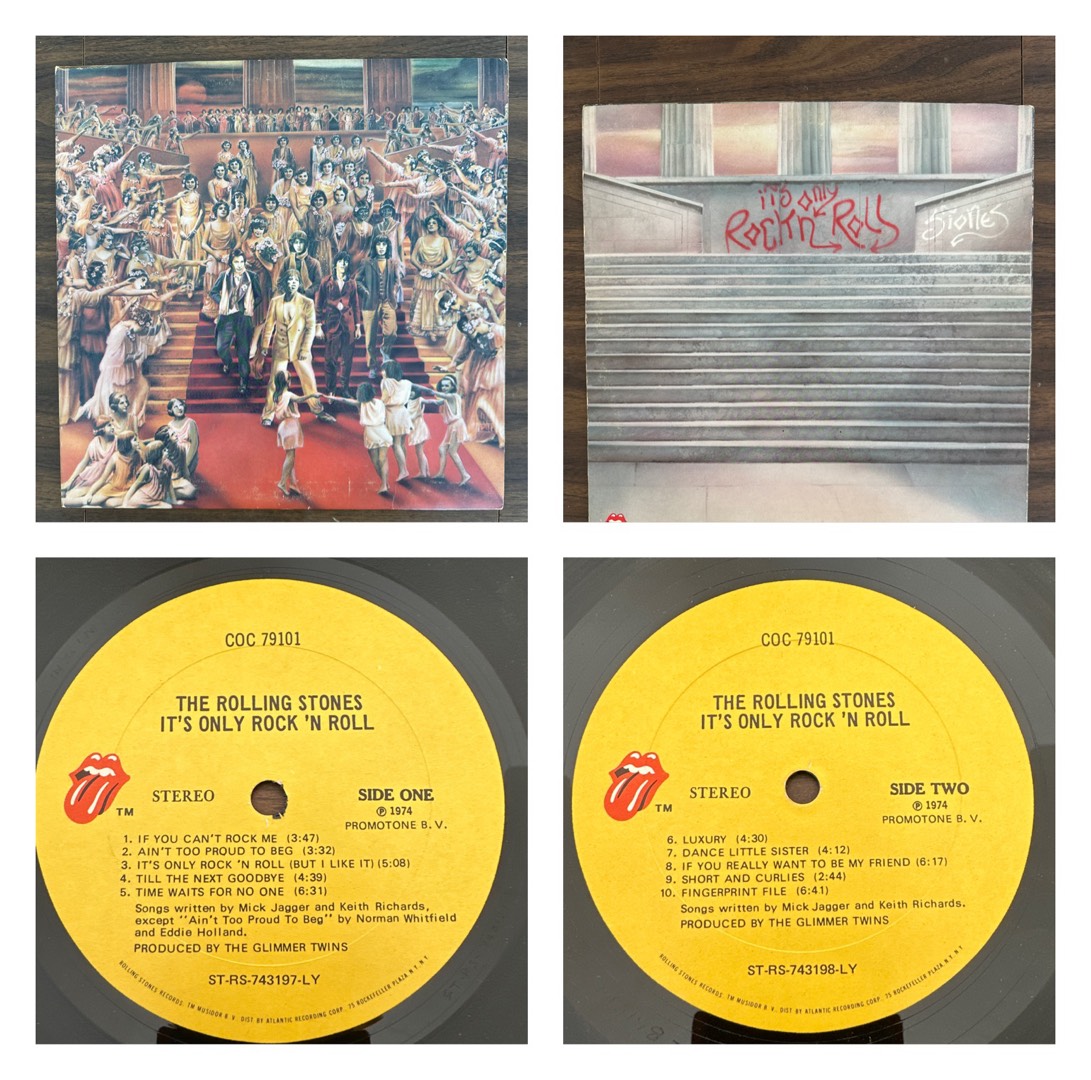 it's only
Rock n' Roll
Stones
COC 79101
THE ROLLING STONES
IT'S ONLY ROCK 'N ROLL
TM
STEREO
SIDE ONE
℗ 1974
PROMOTONE B. V.
1. IF YOU CAN'T ROCK ME (3:47)
2. AIN'T TOO PROUD TO BEG (3:32)
3. IT'S ONLY ROCK 'N ROLL (BUT I LIKE IT) (5:08)
4. TILL THE NEXT GOODBYE (4:39)
5. TIME WAITS FOR NO ONE (6:31)
Songs written by Mick Jagger and Keith Richards,
except "Ain't Too Proud To Beg" by Norman Whitfield
and Eddie Holland.
PRODUCED BY THE GLIMMER TWINS
ST-RS-743197-LY
ROLLING STONES RECORDS, TM MUSIDOR B. V. DIST BY ATLANTIC RECORDING CORP., 75 ROCKEFELLER PLAZA N.Y. N.Y.
COC 79101
THE ROLLING STONES
IT'S ONLY ROCK 'N ROLL
TM
STEREO
SIDE TWO
℗ 1974
PROMOTONE B. V.
6. LUXURY (4:30)
7. DANCE LITTLE SISTER (4:12)
8. IF YOU REALLY WANT TO BE MY FRIEND (6:17)
9. SHORT AND CURLIES (2:44)
10. FINGERPRINT FILE (6:41)
Songs written by Mick Jagger and Keith Richards.
PRODUCED BY THE GLIMMER TWINS
ST-RS-743198-LY
ROLLING STONES RECORDS, TM MUSIDOR B. V. DIST BY ATLANTIC RECORDING CORP., 75 ROCKEFELLER PLAZA N.Y. N.Y.